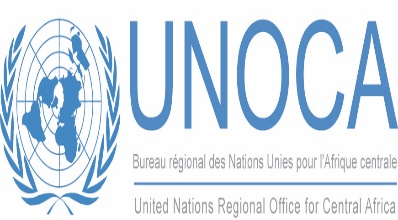 UNOCA
Bureau régional des Nations Unies pour l'Afrique centrale
United Nations Regional Office for Central Africa